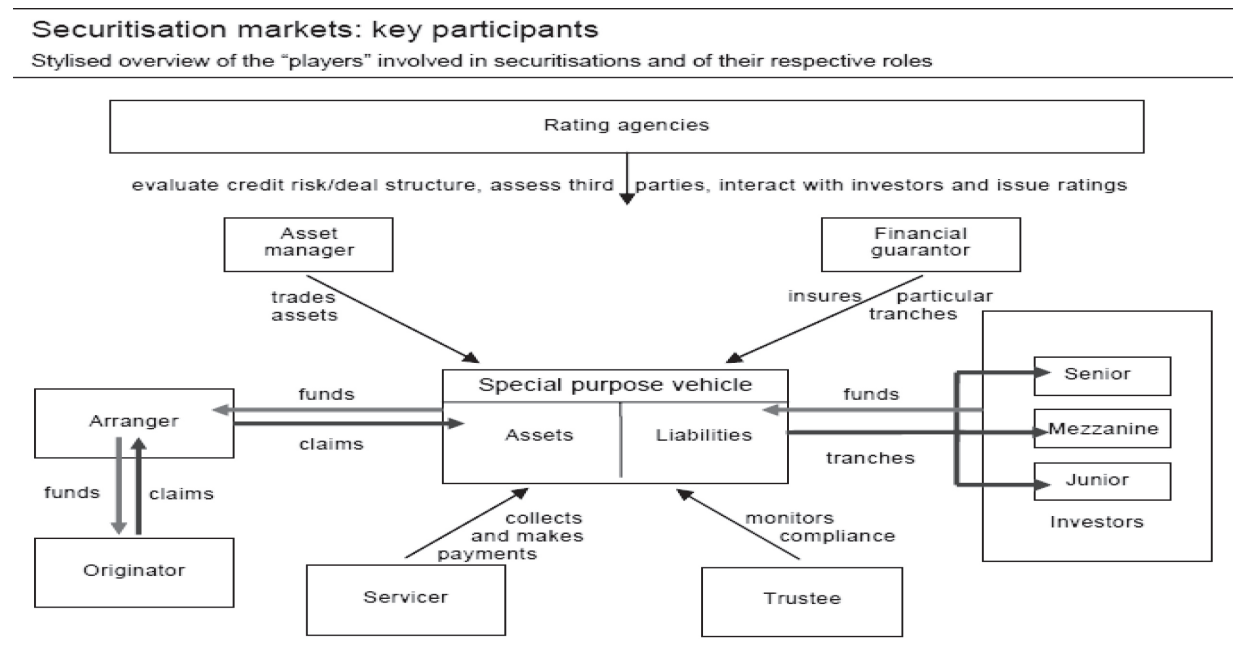 Securitisation markets: key participants
Stylised overview of the “players” involved in securitisations and of their respective roles
Rating agencies
evaluate credit risk/deal structure, assess third parties, interact with investors and issue ratings
Asset
manager
Financial
guarantor
trades
assets
insures particular
tranches
Special purpose vehicle
Assets
Liabilities
Arranger
funds
claims
funds
claims
Originator
funds
tranches
Senior
Mezzanine
Junior
Investors
collects
and makes
payments
monitors
compliance
Servicer
Trustee